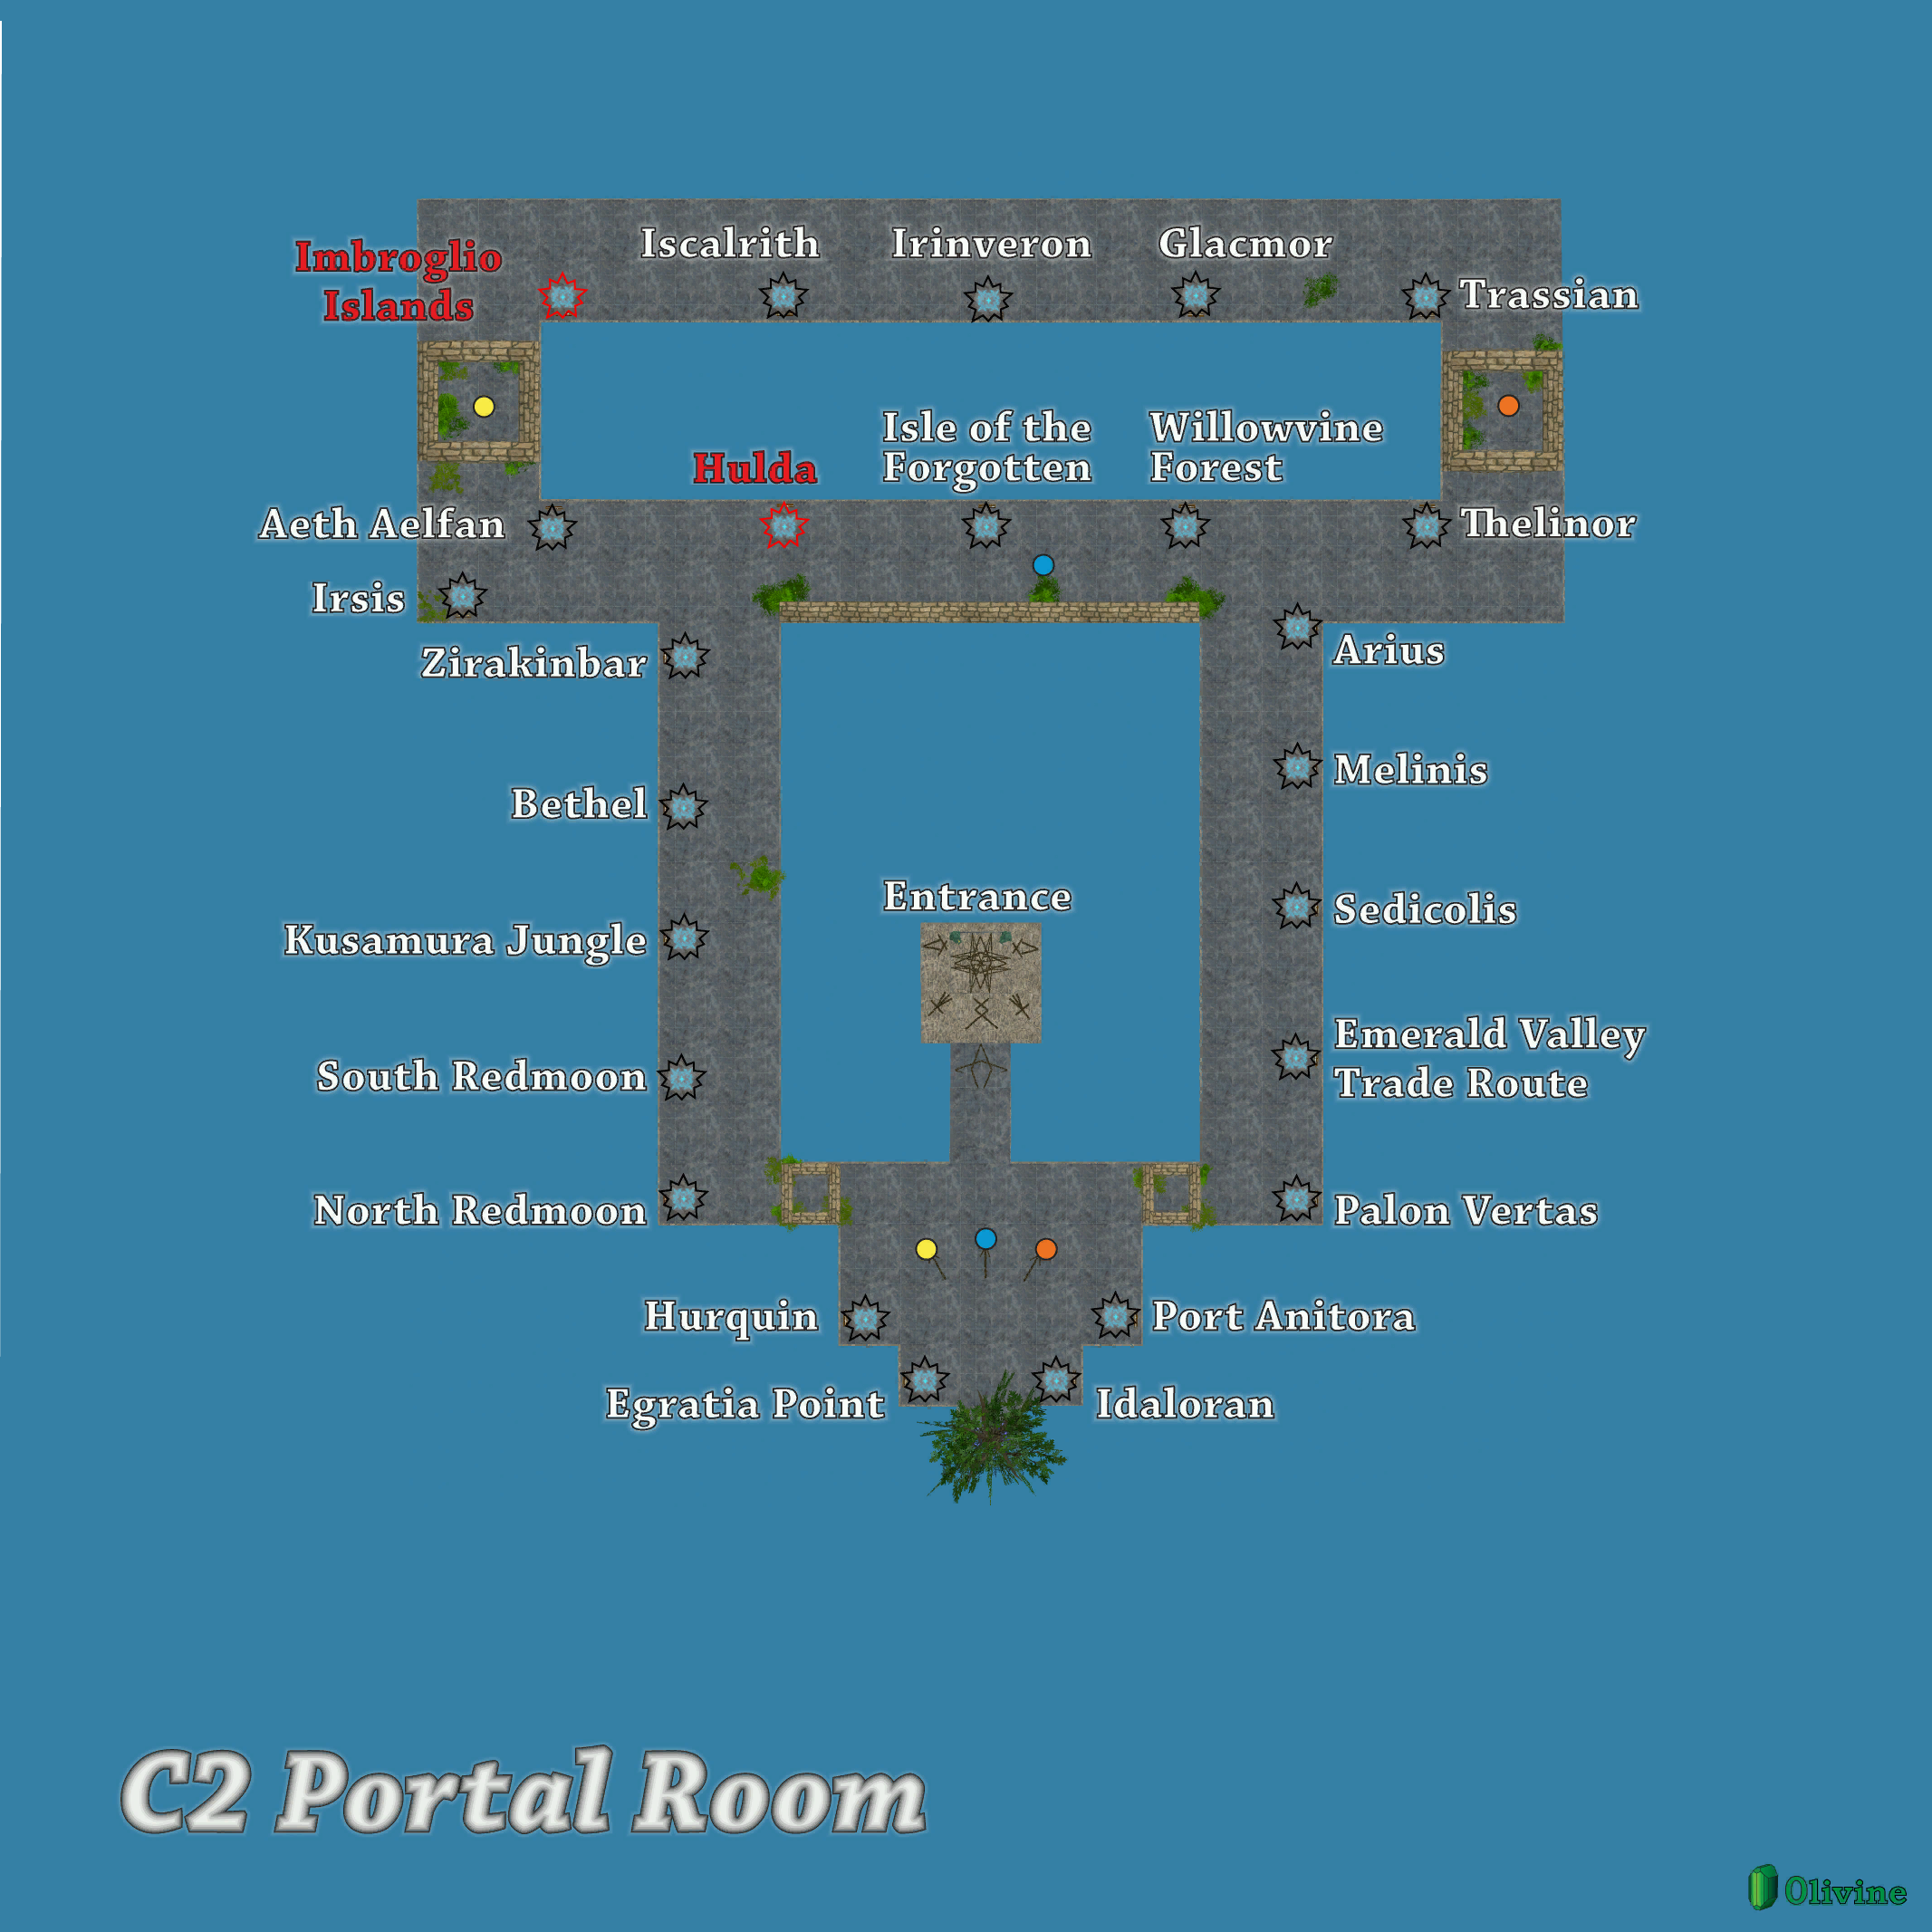 Iscalrith
Irinveron
Glacmor
Imbroglio
Islands
Trassian
Isle of the
Forgotten
Willowvine
Forest
Hulda
Aeth Aelfan
Thelinor
Irsis
Zirakinbar
Arius
Melinis
Bethel
Entrance
Sedicolis
Kusamura Jungle
Emerald Valley
Trade Route
South Redmoon
North Redmoon
Palon Vertas
Hurquin
Port Anitora
Egratia Point
Idaloran
C2 Portal Room
Olivine